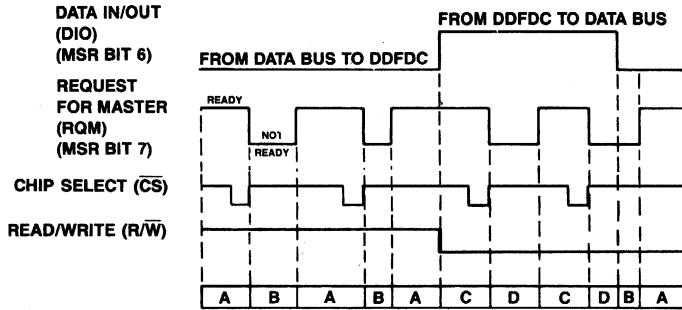 DATA IN/OUT
(DIO)
(MSR BIT 6)
FROM DATA BUS TO DDFDC
FROM DDFDC TO DATA BUS
REQUEST
FOR MASTER
(RQM)
(MSR BIT 7)
READY
NOT
READY
CHIP SELECT (C̅S̅)
READ/WRITE (R/W̅)
A B A B A C D C D B A